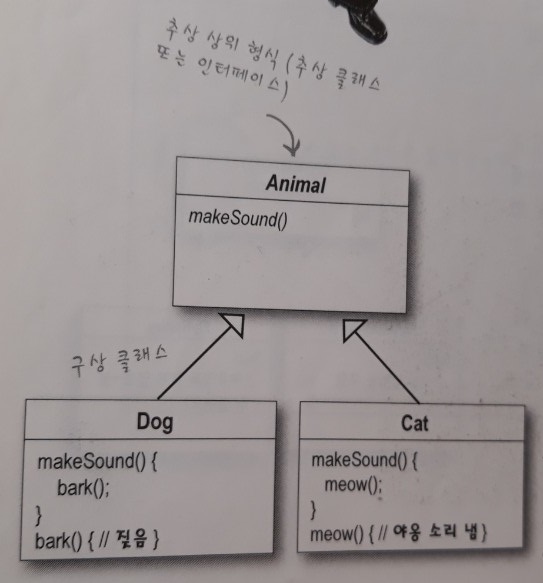 추상 상위 형식 (추상 클래스
또는 인터페이스)
Animal
makeSound()
구상 클래스
Dog
makeSound() {
bark();
}
bark() { // 짖음 }
Cat
makeSound() {
meow();
}
meow() { // 야옹 소리 냄 }